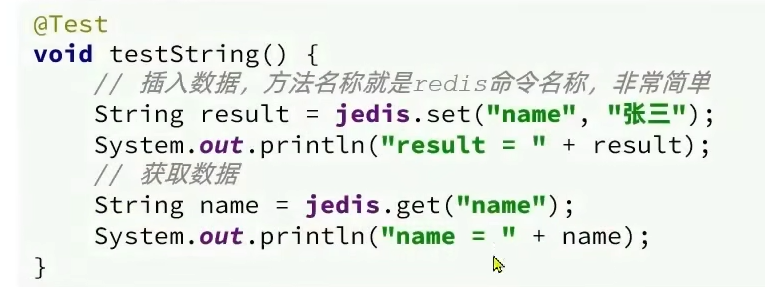 @Test
void testString() {
    // 插入数据，方法名称就是redis命令名称，非常简单
    String result = jedis.set("name", "张三");
    System.out.println("result = " + result);
    // 获取数据
    String name = jedis.get("name");
    System.out.println("name = " + name);
}